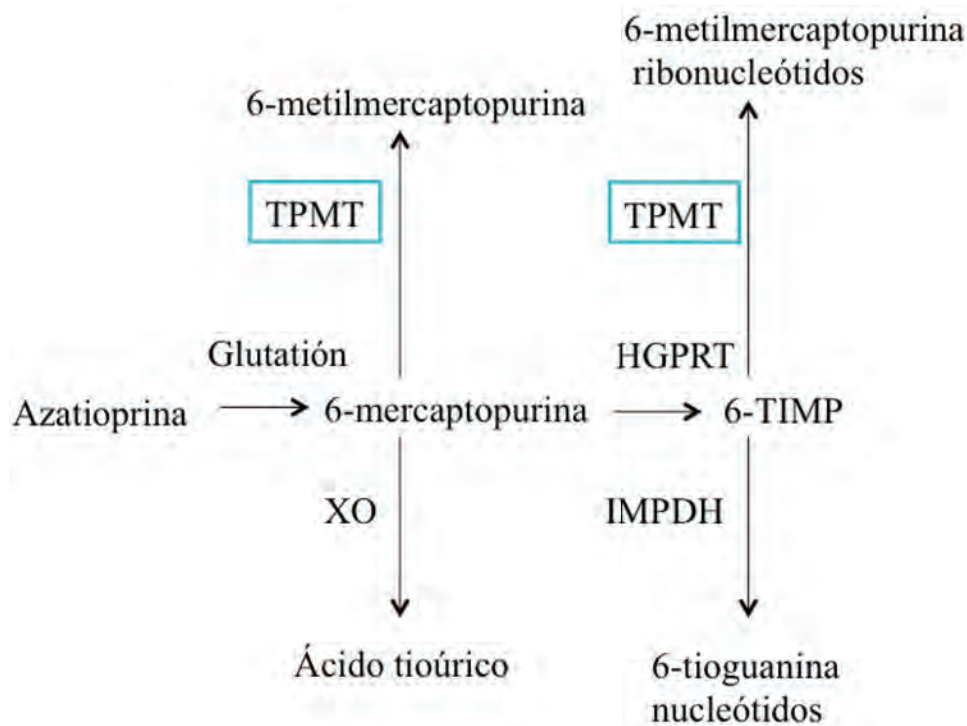 6-metilmercaptopurina
ribonucleótidos
6-metilmercaptopurina
TPMT
TPMT
Glutatión
HGPRT
Azatioprina
6-mercaptopurina
6-TIMP
XO
IMPDH
Ácido tioúrico
6-tioguanina
nucleótidos